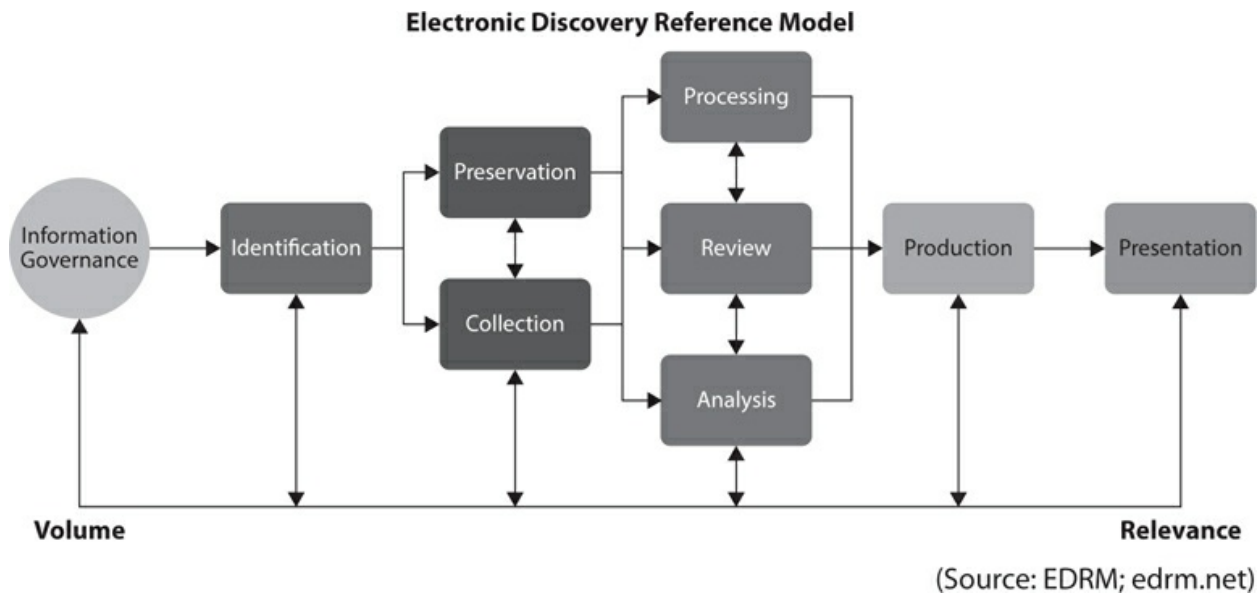 Electronic Discovery Reference Model
Processing
Preservation
Information
Governance
Identification
Review
Production
Presentation
Collection
Analysis
Volume
Relevance
(Source: EDRM; edrm.net)